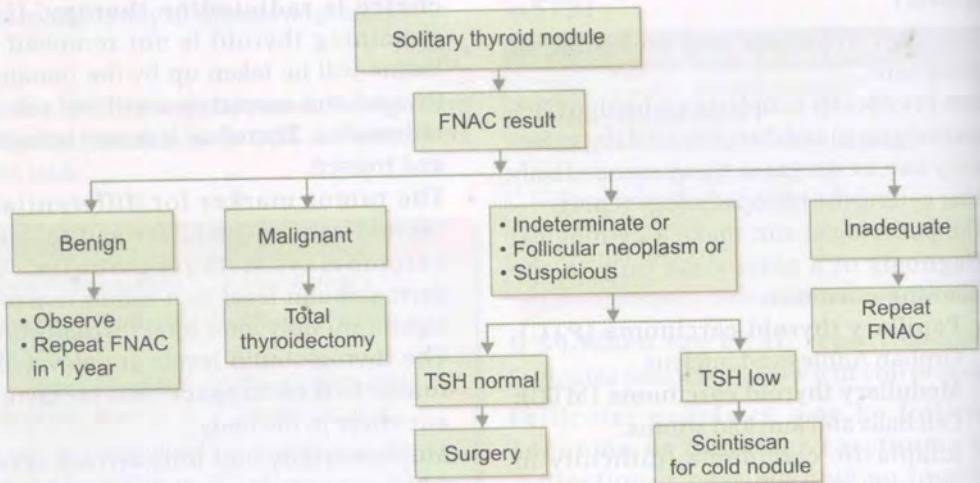 Solitary thyroid nodule
FNAC result
Benign
Malignant
• Indeterminate or
• Follicular neoplasm or
• Suspicious
Inadequate
• Observe
• Repeat FNAC
in 1 year
Total
thyroidectomy
Repeat
FNAC
TSH normal
TSH low
Surgery
Scintiscan
for cold nodule